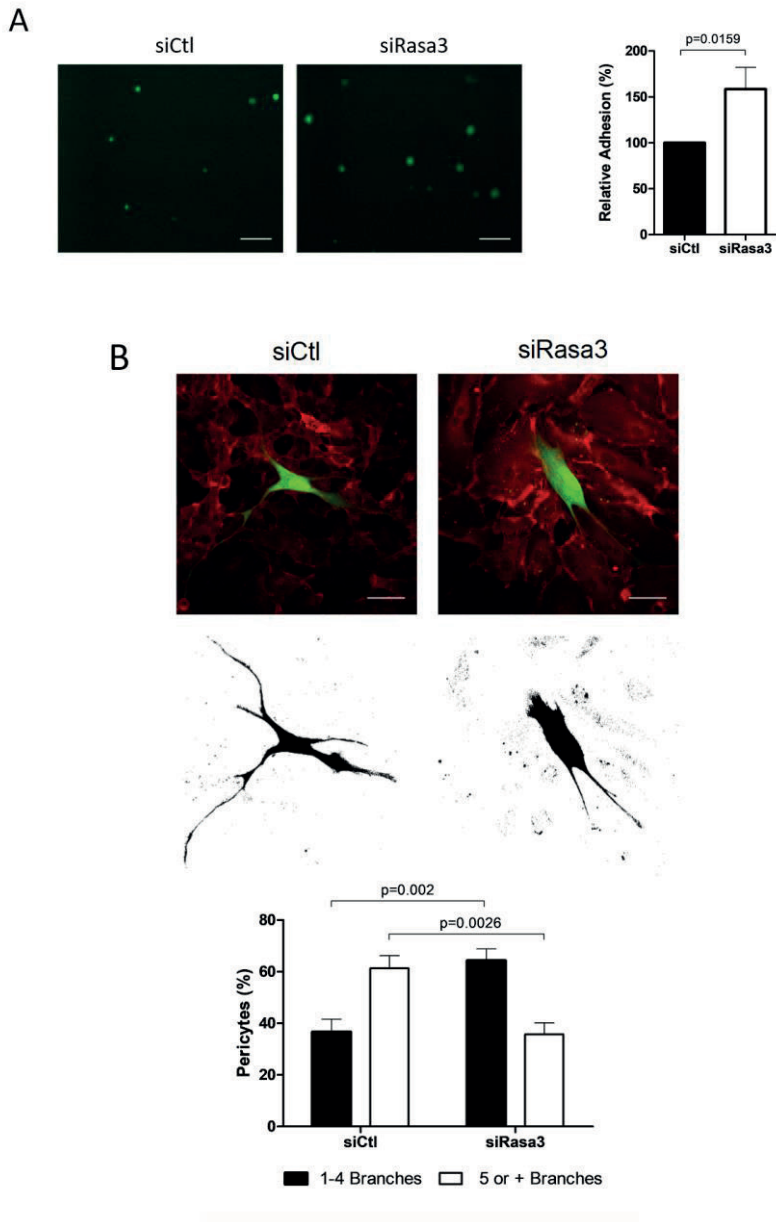 A
siCtl
siRasa3
p=0.0159
Relative Adhesion (%)
200
150
100
50
0
siCtl
siRasa3
B
siCtl
siRasa3
p=0.002
p=0.0026
Pericytes (%)
80
60
40
20
0
siCtl
siRasa3
1-4 Branches
5 or + Branches